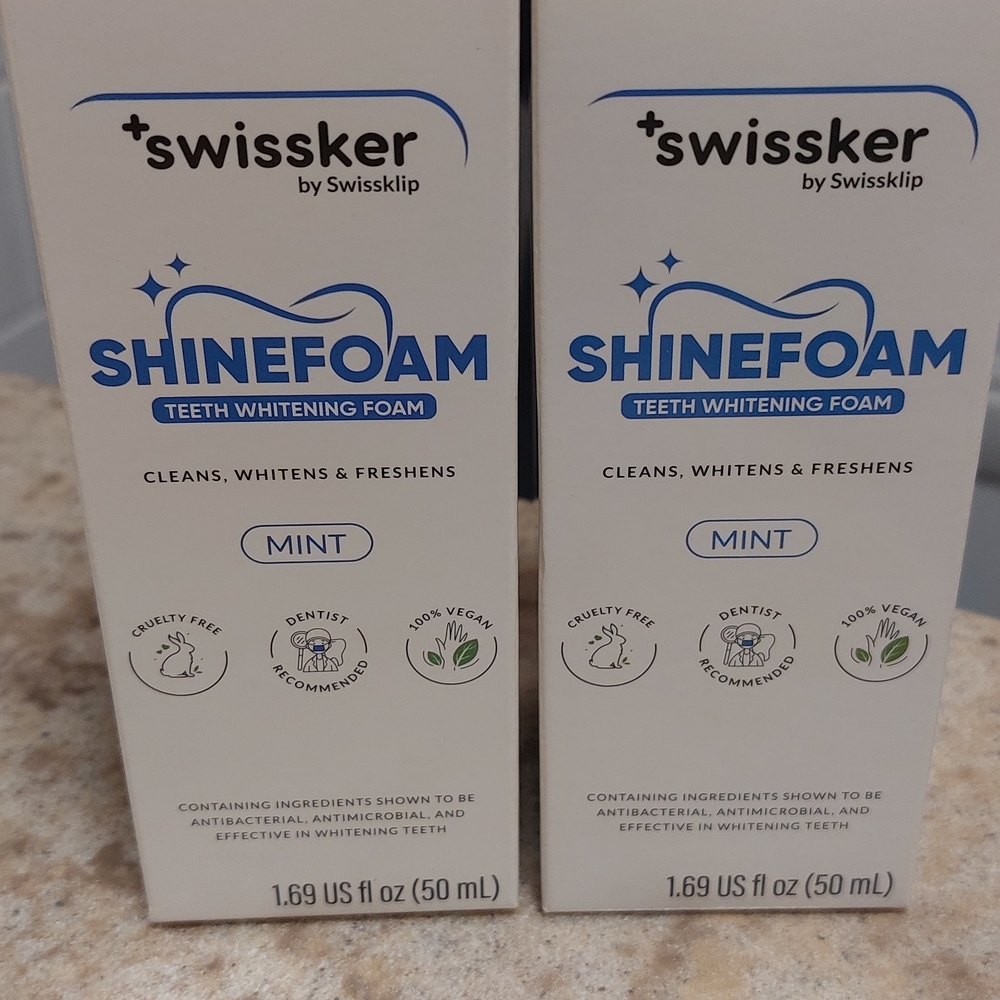 +swissker
by Swissklip
SHINEFOAM
TEETH WHITENING FOAM
CLEANS, WHITENS & FRESHENS
MINT
CRUELTY FREE
DENTIST
RECOMMENDED
100% VEGAN
CONTAINING INGREDIENTS SHOWN TO BE
ANTIBACTERIAL, ANTIMICROBIAL, AND
EFFECTIVE IN WHITENING TEETH
1.69 US fl oz (50 mL)
+swissker
by Swissklip
SHINEFOAM
TEETH WHITENING FOAM
CLEANS, WHITENS & FRESHENS
MINT
CRUELTY FREE
DENTIST
RECOMMENDED
100% VEGAN
CONTAINING INGREDIENTS SHOWN TO BE
ANTIBACTERIAL, ANTIMICROBIAL, AND
EFFECTIVE IN WHITENING TEETH
1.69 US fl oz (50 mL)